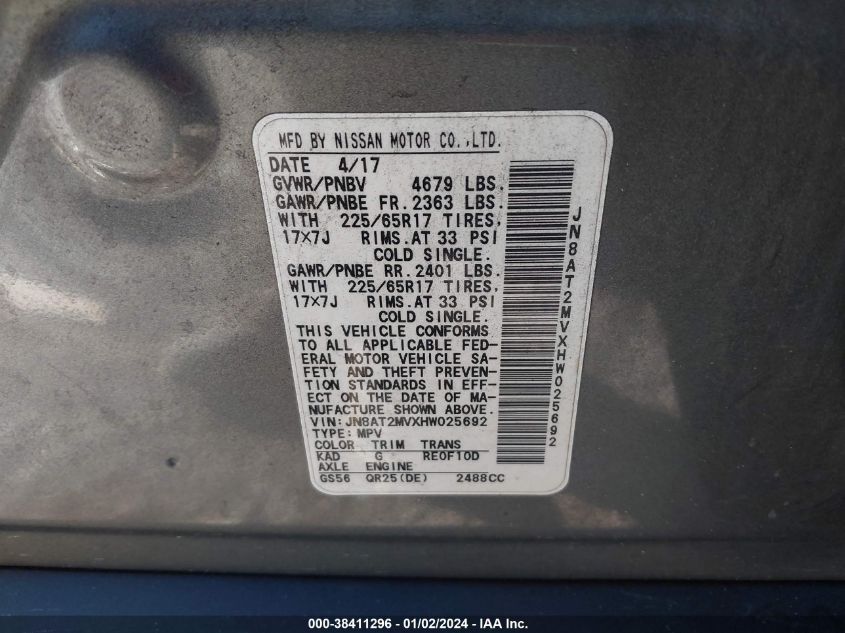 MFD BY NISSAN MOTOR CO.,LTD.
DATE 4/17
GVWR/PNBV 4679 LBS.
GAWR/PNBE FR.2363 LBS.
WITH 225/65R17 TIRES,
17×7J RIMS.AT 33 PSI
COLD SINGLE.
GAWR/PNBE RR.2401 LBS.
WITH 225/65R17 TIRES,
17×7J RIMS.AT 33 PSI
COLD SINGLE.
THIS VEHICLE CONFORMS
TO ALL APPLICABLE FED-
ERAL MOTOR VEHICLE SA-
FETY AND THEFT PREVEN-
TION STANDARDS IN EFF-
ECT ON THE DATE OF MA-
NUFACTURE SHOWN ABOVE.
VIN:JN8AT2MVXHW025692
TYPE:MPV
COLOR TRIM TRANS
KAD G RE0F10D
AXLE ENGINE
GS56 QR25(DE) 2488CC
JN8AT2MVXHW025692
000-38411296 - 01/02/2024 - IAA Inc.